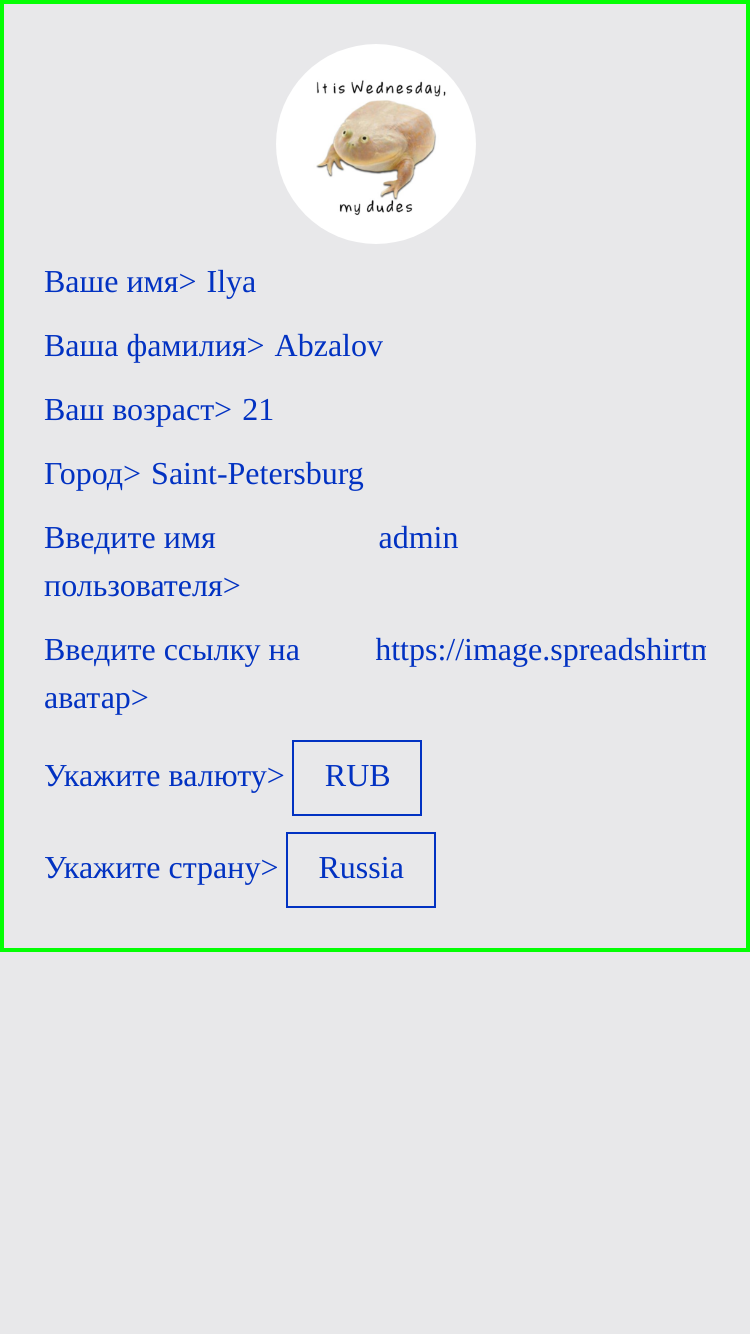 It is Wednesday,
my dudes
Ваше имя> Ilya
Ваша фамилия> Abzalov
Ваш возраст> 21
Город> Saint-Petersburg
Введите имя admin
пользователя>
Введите ссылку на https://image.spreadshirtm
аватар>
Укажите валюту> RUB
Укажите страну> Russia